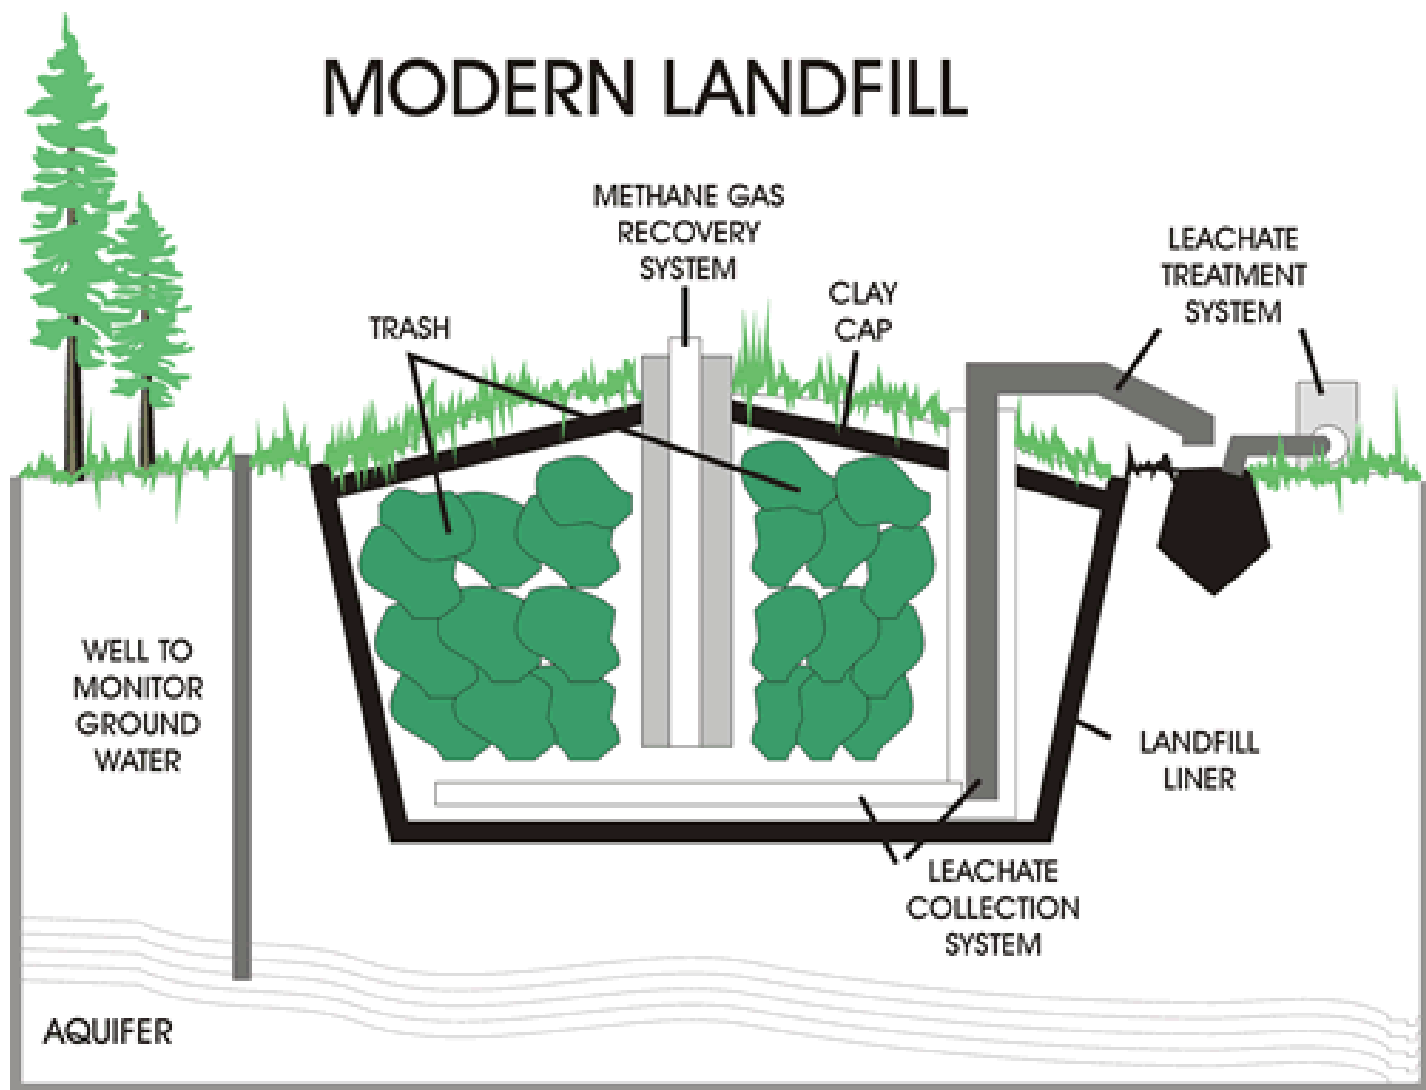 MODERN LANDFILL
METHANE GAS
RECOVERY
SYSTEM
LEACHATE
TREATMENT
SYSTEM
CLAY
CAP
TRASH
WELL TO
MONITOR
GROUND
WATER
LANDFILL
LINER
LEACHATE
COLLECTION
SYSTEM
AQUIFER